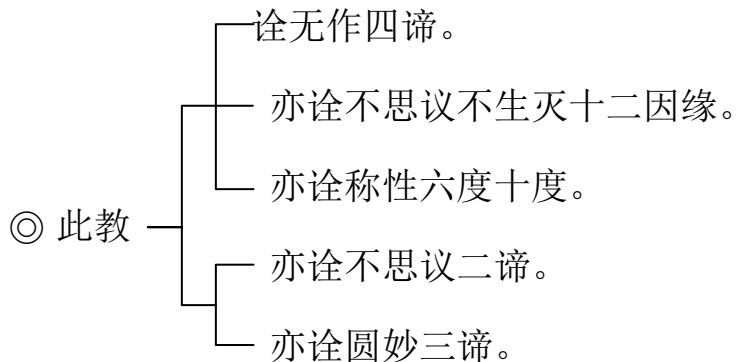 诠无作四谛。
亦诠不思议不生灭十二因缘。
亦诠称性六度十度。
◎ 此教
亦诠不思议二谛。
亦诠圆妙三谛。